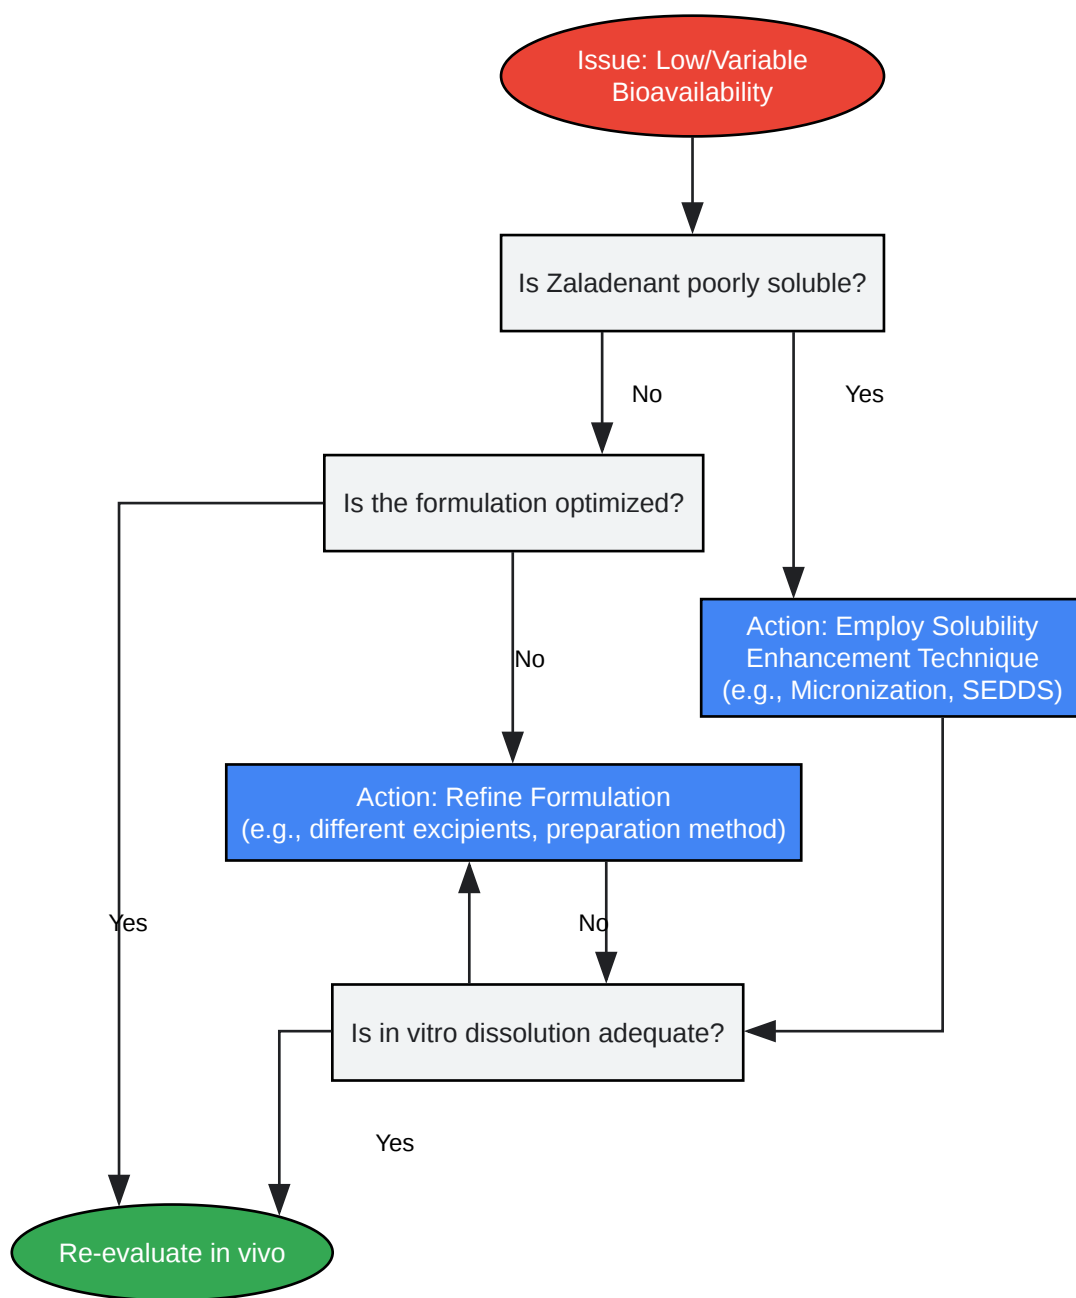 Issue: Low/Variable
Bioavailability
Is Zaladenant poorly soluble?
No
Yes
Is the formulation optimized?
No
Action: Employ Solubility
Enhancement Technique
(e.g., Micronization, SEDDS)
Action: Refine Formulation
(e.g., different excipients, preparation method)
Yes
No
Is in vitro dissolution adequate?
Yes
Re-evaluate in vivo